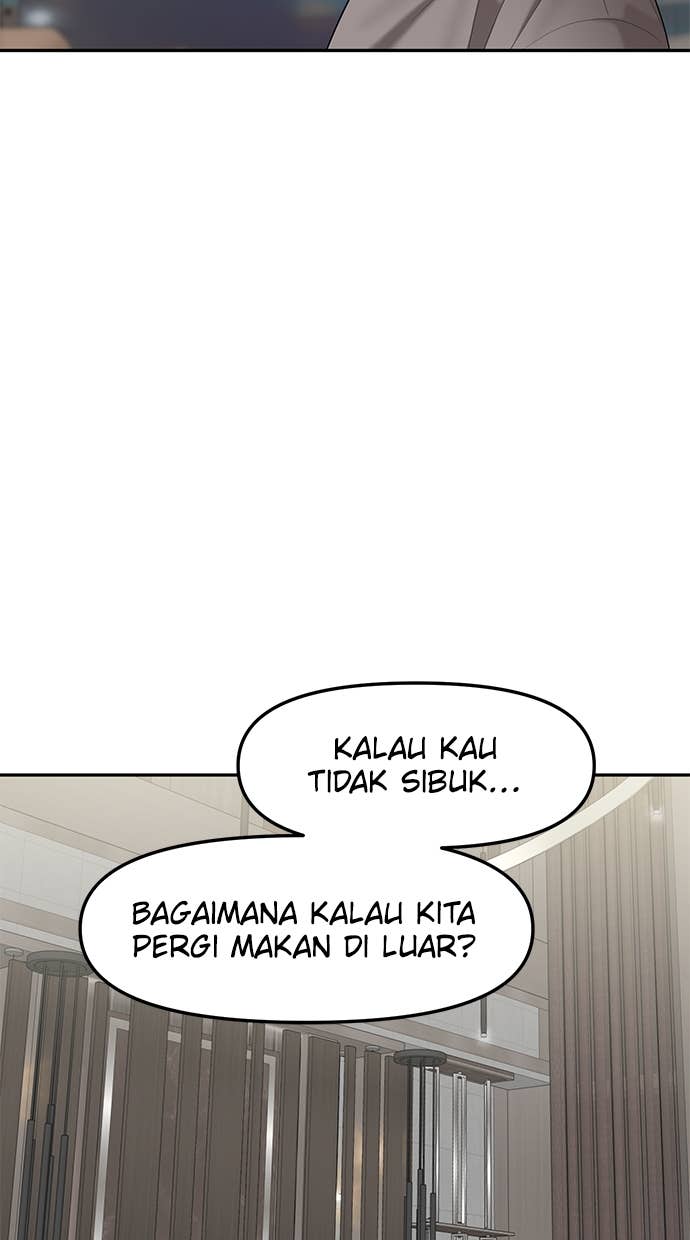 KALAU KAU
TIDAK SIBUK...
BAGAIMANA KALAU KITA
PERGI MAKAN DI LUAR?